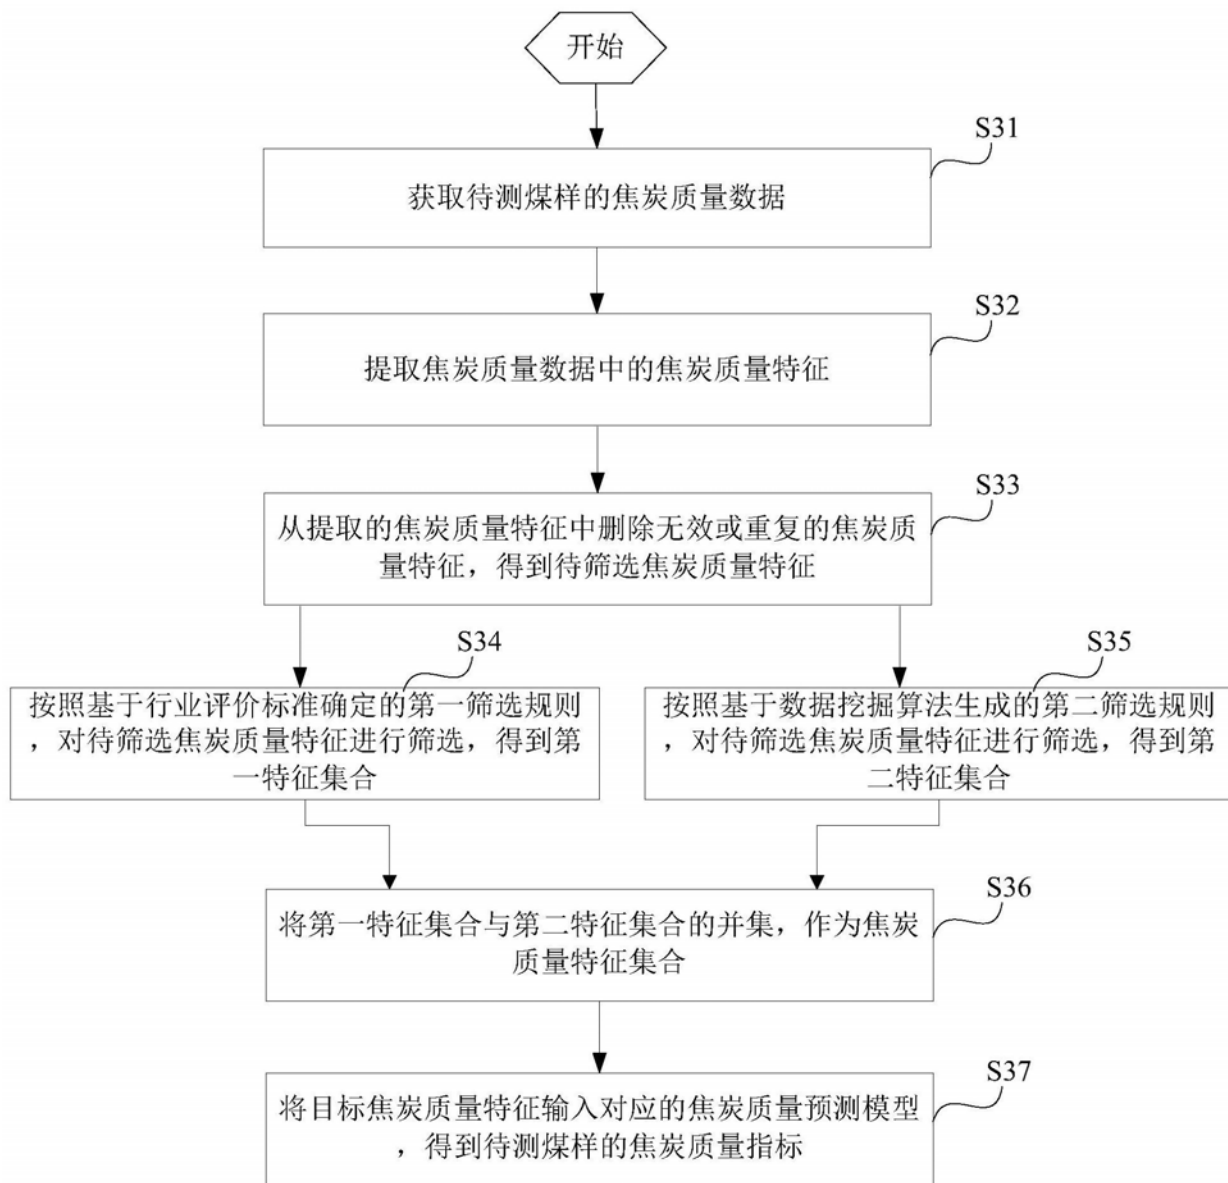 开始
S31
获取待测煤样的焦炭质量数据
S32
提取焦炭质量数据中的焦炭质量特征
S33
从提取的焦炭质量特征中删除无效或重复的焦炭质
量特征，得到待筛选焦炭质量特征
S34
按照基于行业评价标准确定的第一筛选规则
，对待筛选焦炭质量特征进行筛选，得到第
一特征集合
S35
按照基于数据挖掘算法生成的第二筛选规则
，对待筛选焦炭质量特征进行筛选，得到第
二特征集合
S36
将第一特征集合与第二特征集合的并集，作为焦炭
质量特征集合
S37
将目标焦炭质量特征输入对应的焦炭质量预测模型
，得到待测煤样的焦炭质量指标